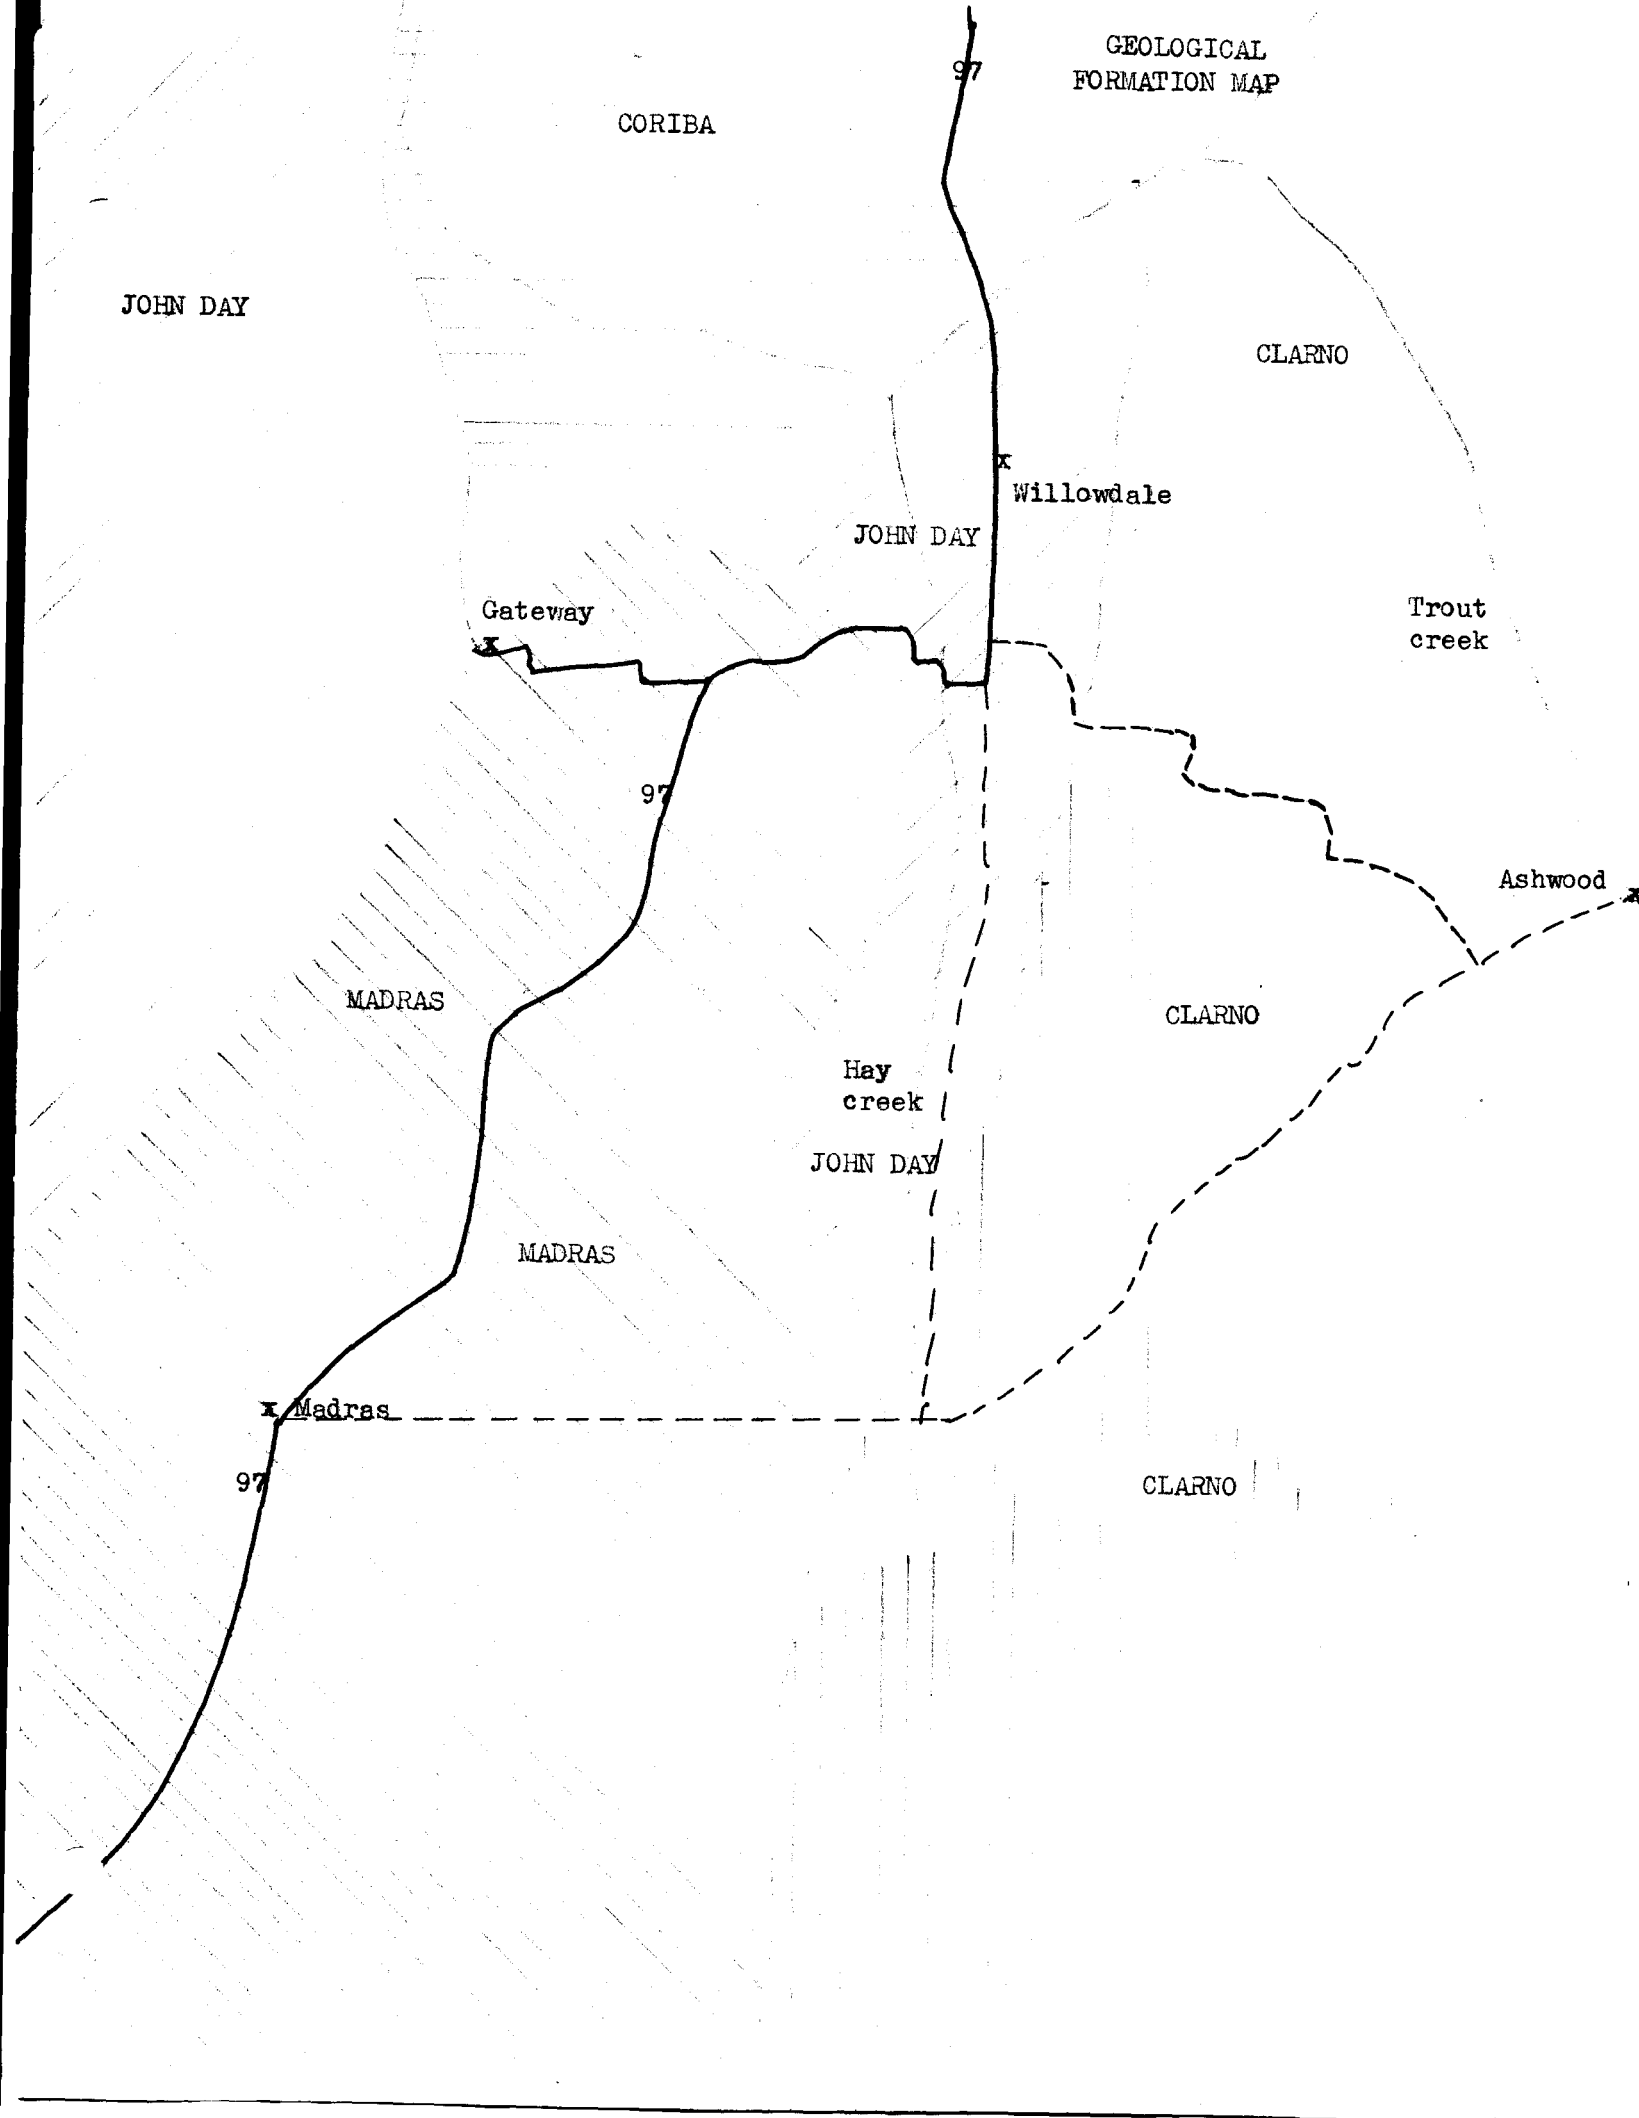 GEOLOGICAL
FORMATION MAP
97
CORIBA
JOHN DAY
CLARNO
x
Willowdale
JOHN DAY
Gateway
x
Trout
creek
97
Ashwood
x
MADRAS
CLARNO
Hay
creek
JOHN DAY
MADRAS
x Madras
97
CLARNO